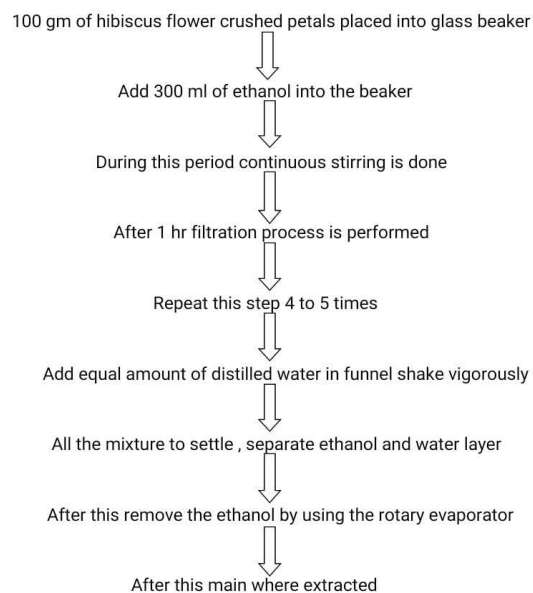 100 gm of hibiscus flower crushed petals placed into glass beaker
Add 300 ml of ethanol into the beaker
During this period continuous stirring is done
After 1 hr filtration process is performed
Repeat this step 4 to 5 times
Add equal amount of distilled water in funnel shake vigorously
All the mixture to settle , separate ethanol and water layer
After this remove the ethanol by using the rotary evaporator
After this main where extracted